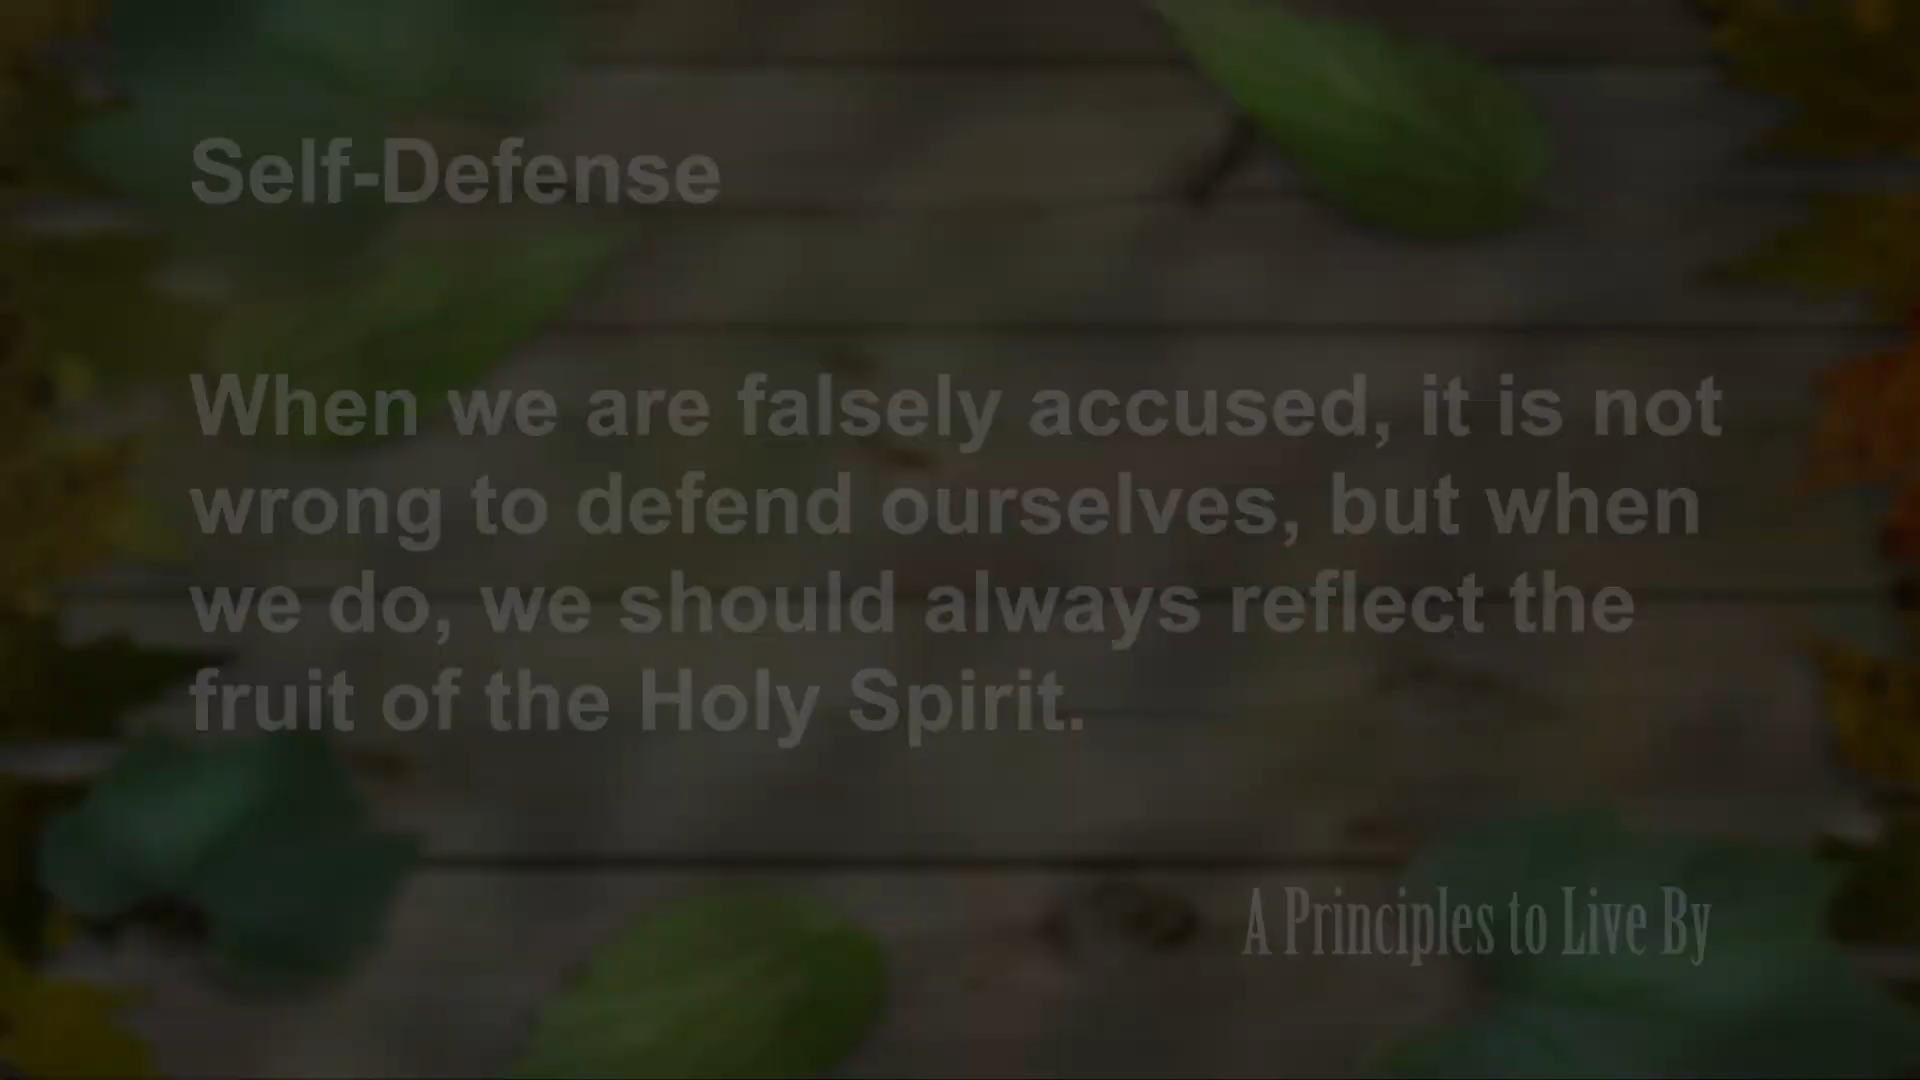 Self-Defense
When we are falsely accused, it is not
wrong to defend ourselves, but when
we do, we should always reflect the
fruit of the Holy Spirit.
A Principles to Live By